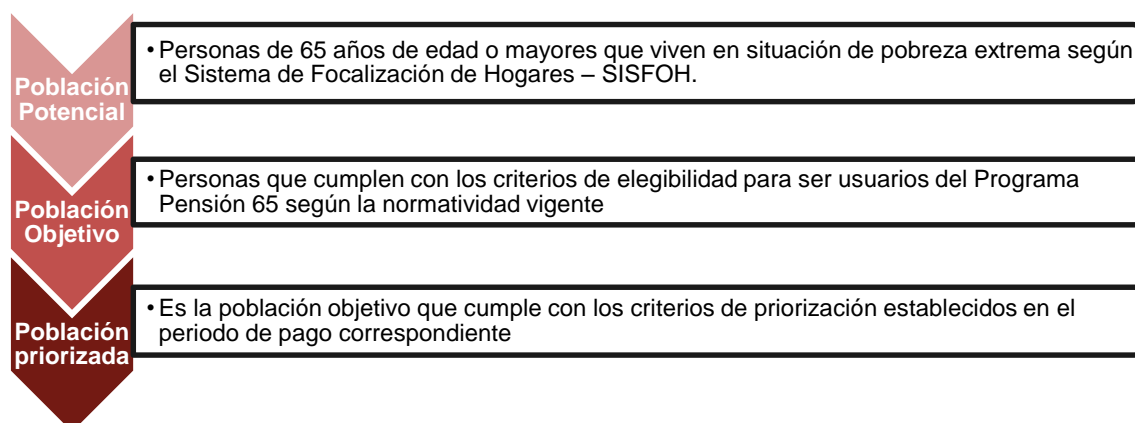 Población
Potencial
• Personas de 65 años de edad o mayores que viven en situación de pobreza extrema según
el Sistema de Focalización de Hogares – SISFOH.
Población
Objetivo
• Personas que cumplen con los criterios de elegibilidad para ser usuarios del Programa
Pensión 65 según la normatividad vigente
Población
priorizada
• Es la población objetivo que cumple con los criterios de priorización establecidos en el
periodo de pago correspondiente